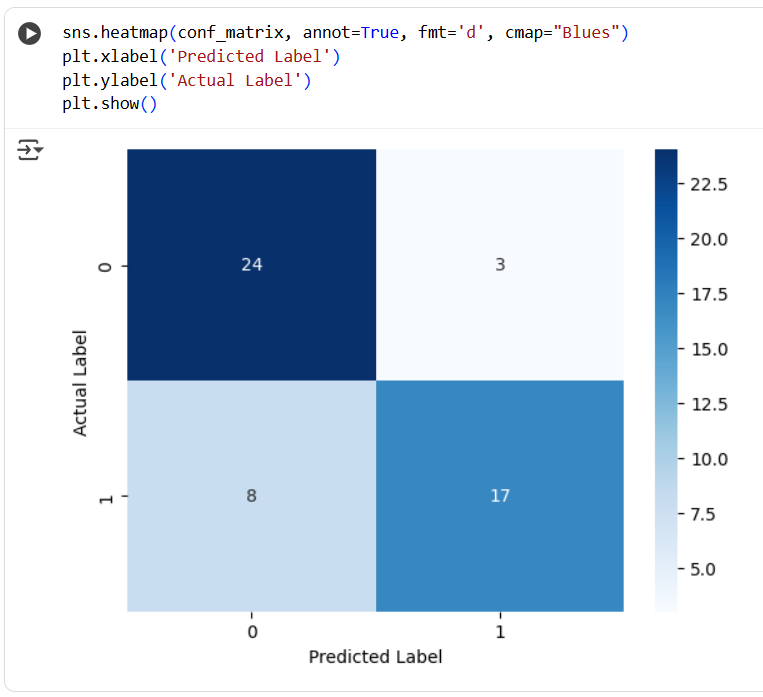 sns.heatmap(conf_matrix, annot=True, fmt='d', cmap="Blues")
plt.xlabel('Predicted Label')
plt.ylabel('Actual Label')
plt.show()
24
3
8
17
0
1
Actual Label
0
1
Predicted Label
22.5
20.0
17.5
15.0
12.5
10.0
7.5
5.0